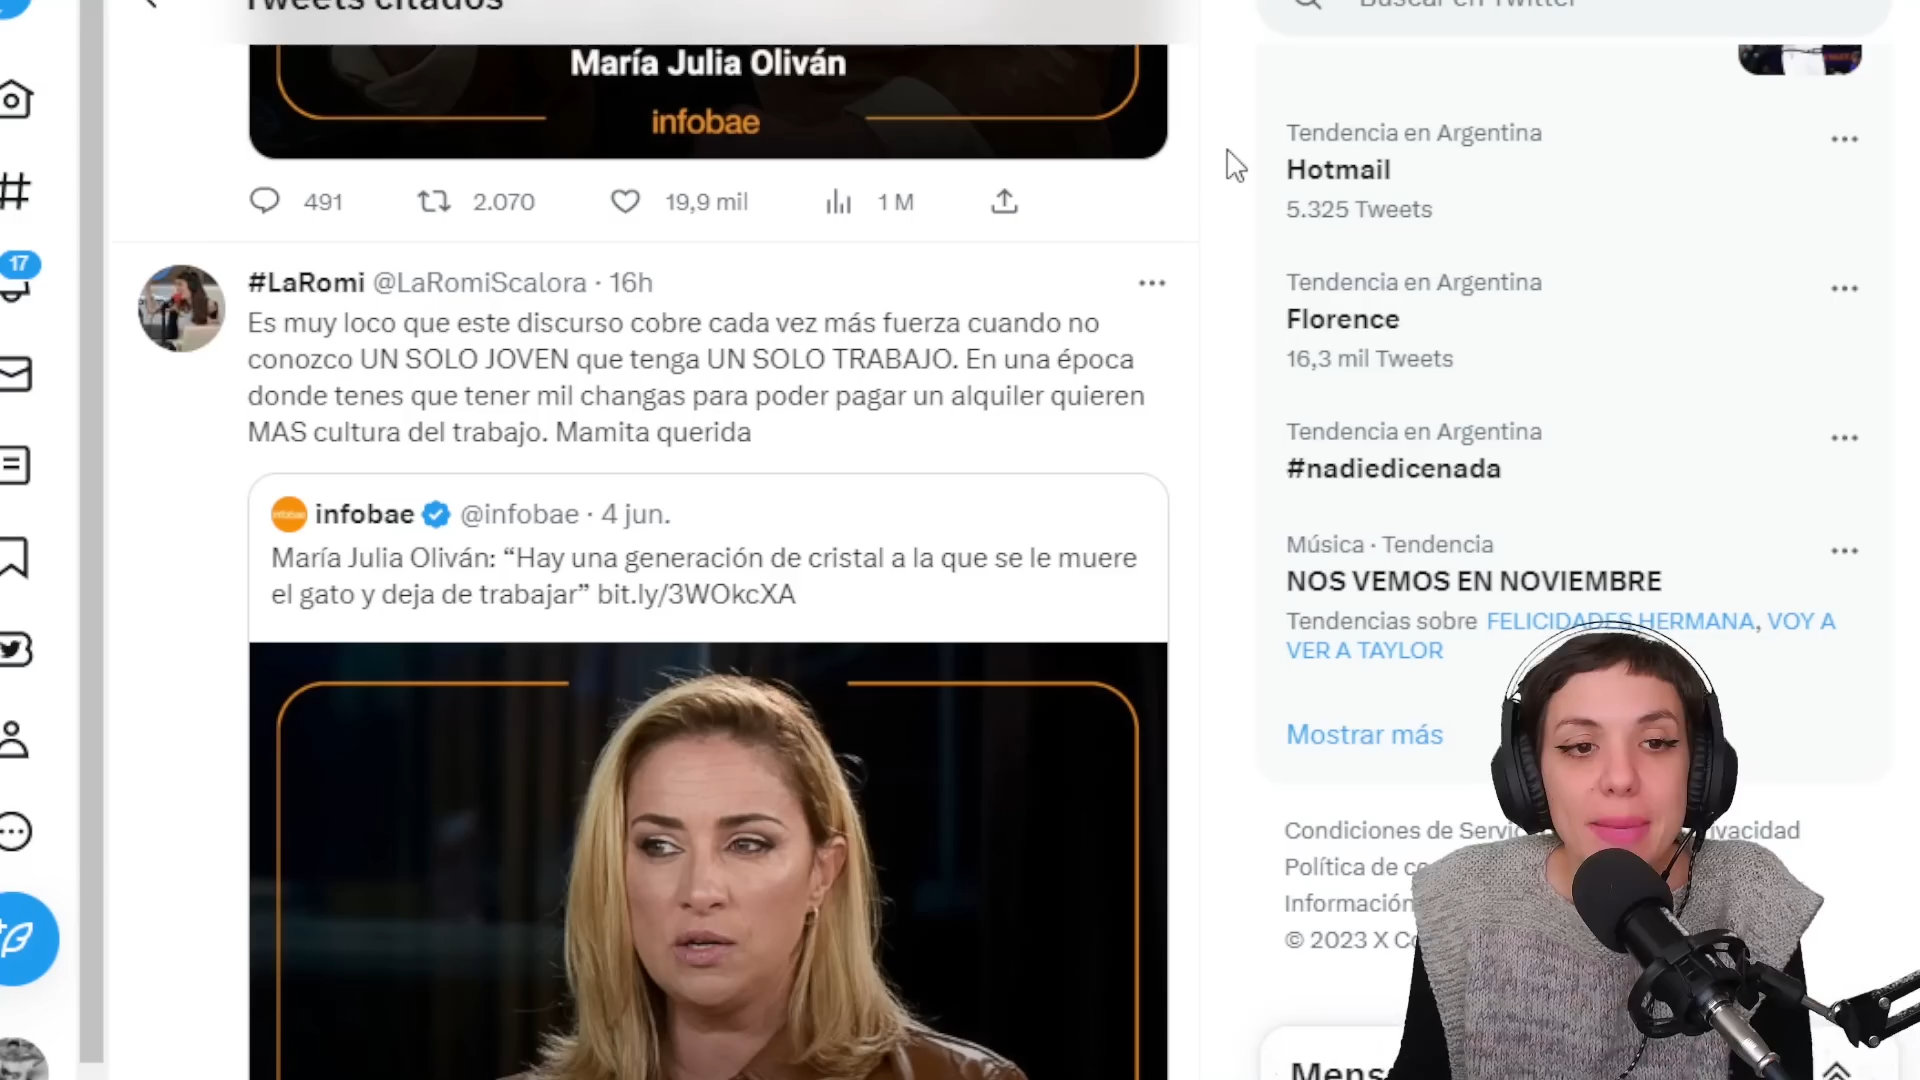 Tweets citados
Buscar en Twitter
María Julia Oliván
infobae
491
2.070
19,9 mil
1 M
17
#LaRomi @LaRomiScalora · 16h
Es muy loco que este discurso cobre cada vez más fuerza cuando no
conozco UN SOLO JOVEN que tenga UN SOLO TRABAJO. En una época
donde tenes que tener mil changas para poder pagar un alquiler quieren
MAS cultura del trabajo. Mamita querida
infobae @infobae · 4 jun.
María Julia Oliván: “Hay una generación de cristal a la que se le muere
el gato y deja de trabajar” bit.ly/3WOkcXA
Tendencia en Argentina
Hotmail
5.325 Tweets
Tendencia en Argentina
Florence
16,3 mil Tweets
Tendencia en Argentina
#nadiedicenada
Música · Tendencia
NOS VEMOS EN NOVIEMBRE
Tendencias sobre FELICIDADES HERMANA, VOY A
VER A TAYLOR
Mostrar más
Condiciones de
Política de
Información
© 2023 X